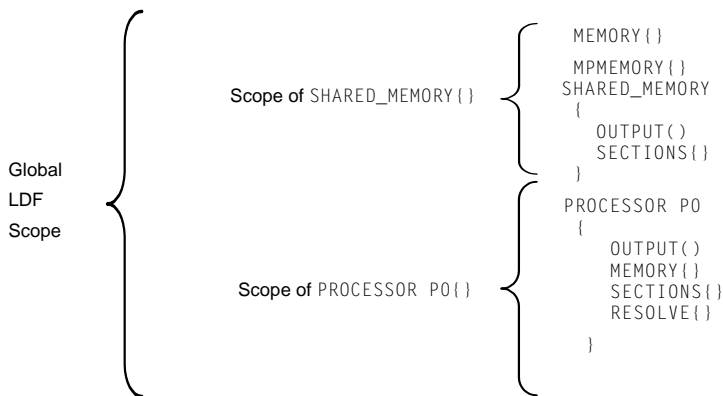 Global
LDF
Scope
Scope of SHARED_MEMORY{}
MEMORY{}
MPMEMORY{}
SHARED_MEMORY
{
OUTPUT()
SECTIONS{}
}
Scope of PROCESSOR P0{}
PROCESSOR P0
{
OUTPUT()
MEMORY{}
SECTIONS{}
RESOLVE{}
}